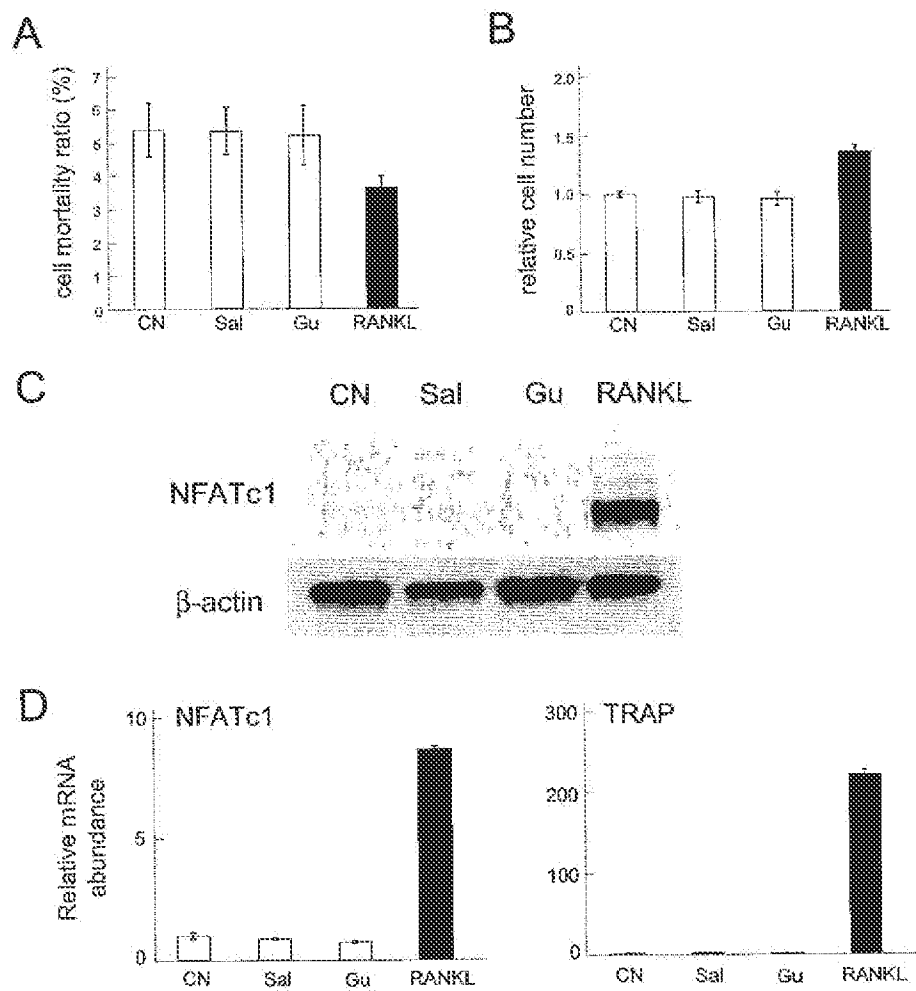 A
cell mortality ratio (%)
7
6
5
4
3
2
1
0
CN Sal Gu RANKL
B
relative cell number
2.0
1.5
1.0
0.5
0
CN Sal Gu RANKL
C
CN Sal Gu RANKL
NFATc1
β-actin
D
NFATc1
Relative mRNA
abundance
10
5
0
CN Sal Gu RANKL
TRAP
300
200
100
0
CN Sal Gu RANKL